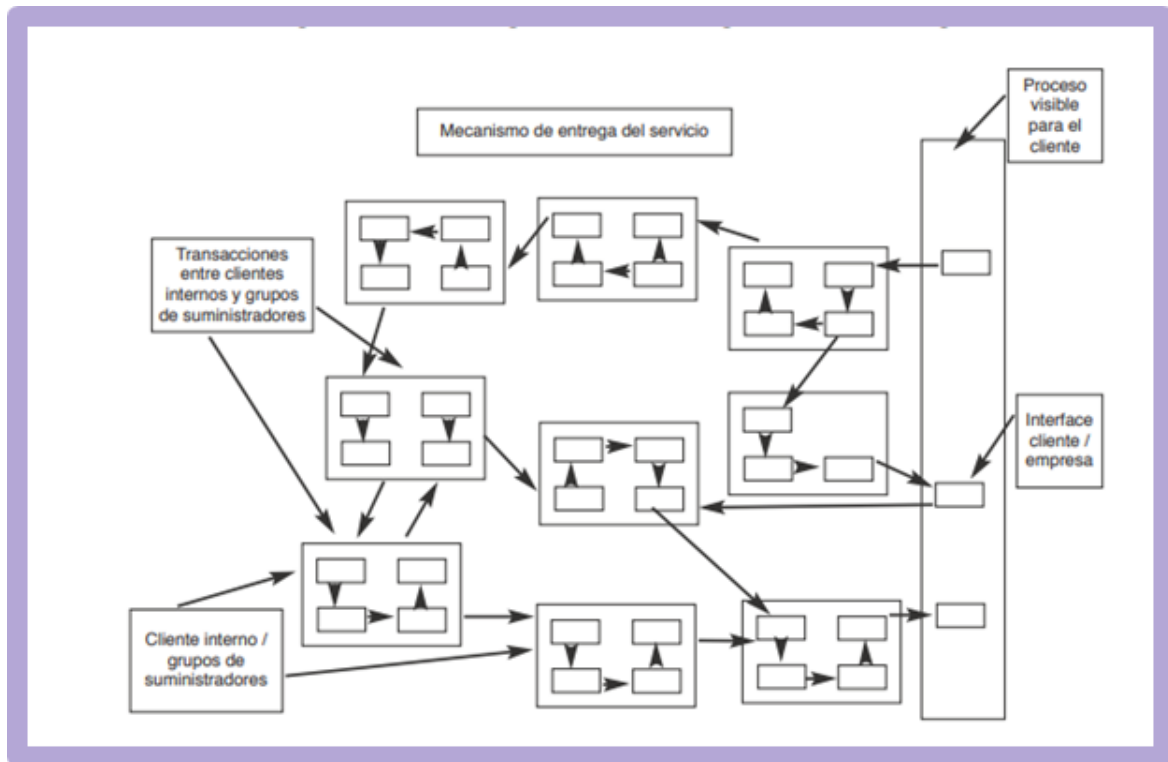 Mecanismo de entrega del servicio
Proceso
visible
para el
cliente
Transacciones
entre clientes
internos y grupos
de suministradores
Interface
cliente /
empresa
Cliente interno /
grupos de
suministradores